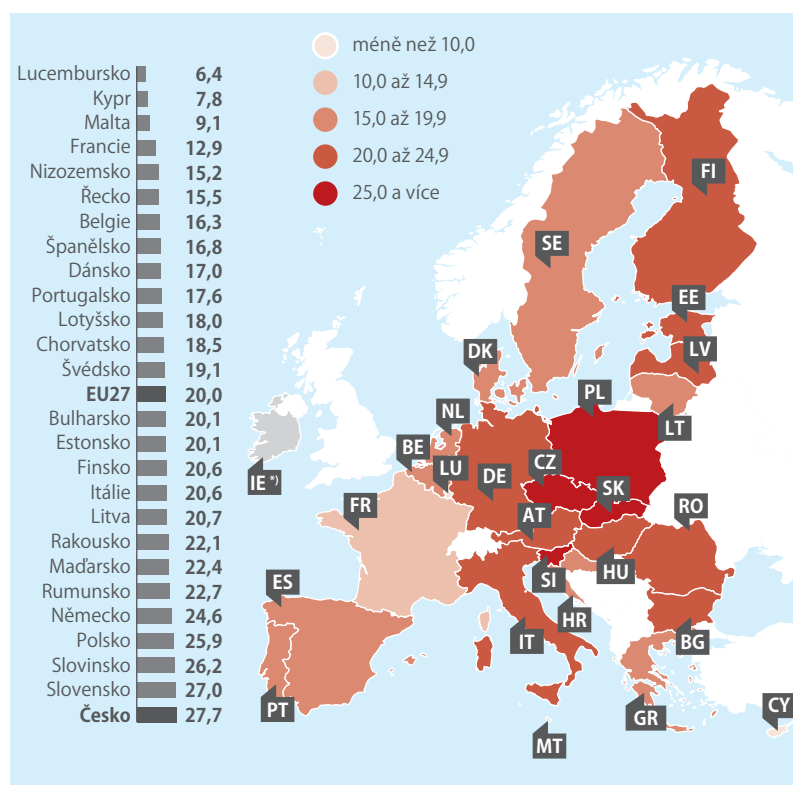 Lucembursko 6,4
Kypr 7,8
Malta 9,1
Francie 12,9
Nizozemsko 15,2
Řecko 15,5
Belgie 16,3
Španělsko 16,8
Dánsko 17,0
Portugalsko 17,6
Lotyšsko 18,0
Chorvatsko 18,5
Švédsko 19,1
EU27 20,0
Bulharsko 20,1
Estonsko 20,1
Finsko 20,6
Itálie 20,6
Litva 20,7
Rakousko 22,1
Maďarsko 22,4
Rumunsko 22,7
Německo 24,6
Polsko 25,9
Slovinsko 26,2
Slovensko 27,0
Česko 27,7
méně než 10,0
10,0 až 14,9
15,0 až 19,9
20,0 až 24,9
25,0 a více
FI
SE
EE
LV
DK
PL
NL
LT
BE
CZ
LU
DE
SK
IE *)
FR
AT
RO
HU
SI
ES
HR
IT
BG
PT
GR
CY
MT